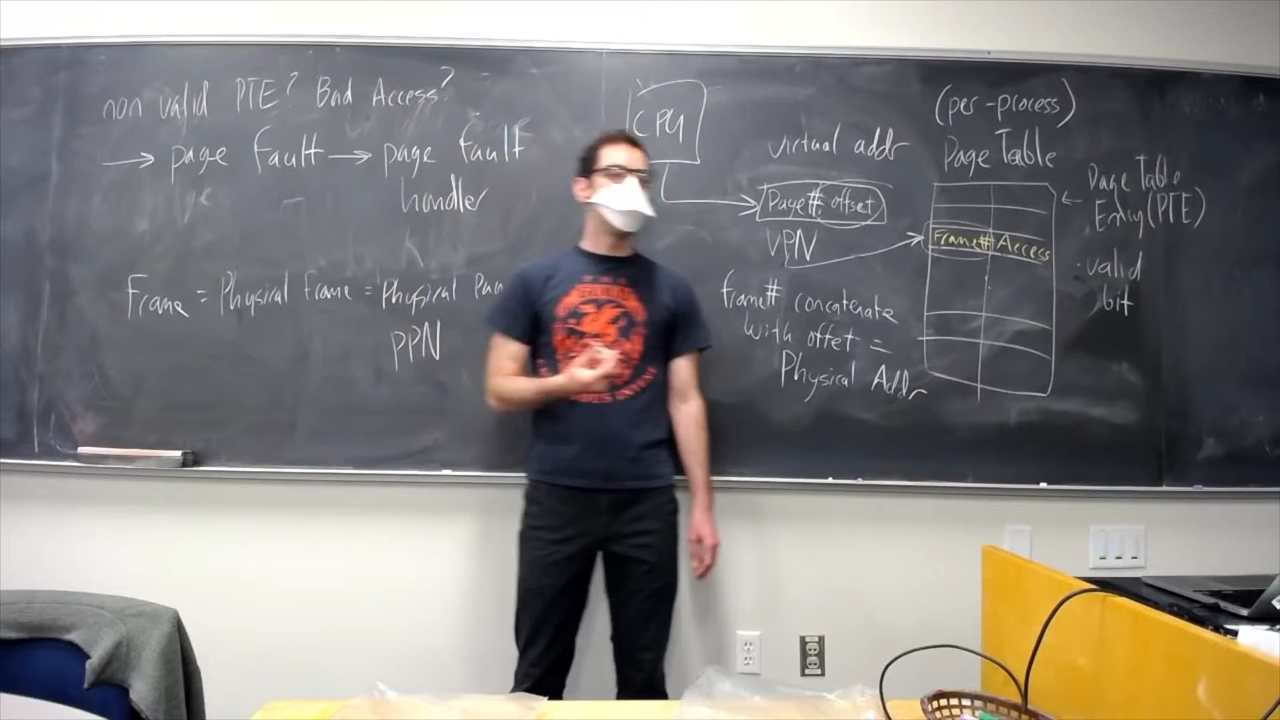 non valid PTE? Bad Access?
→ page fault → page fault
handler
Frame = Physical Frame = Physical
PPN
CPU
virtual addr
Page# offset
VPN
frame# concatenate
with offet =
Physical Addr
(per-process)
Page Table
Frame# Access
← Page Table
Entry (PTE)
· valid
bit